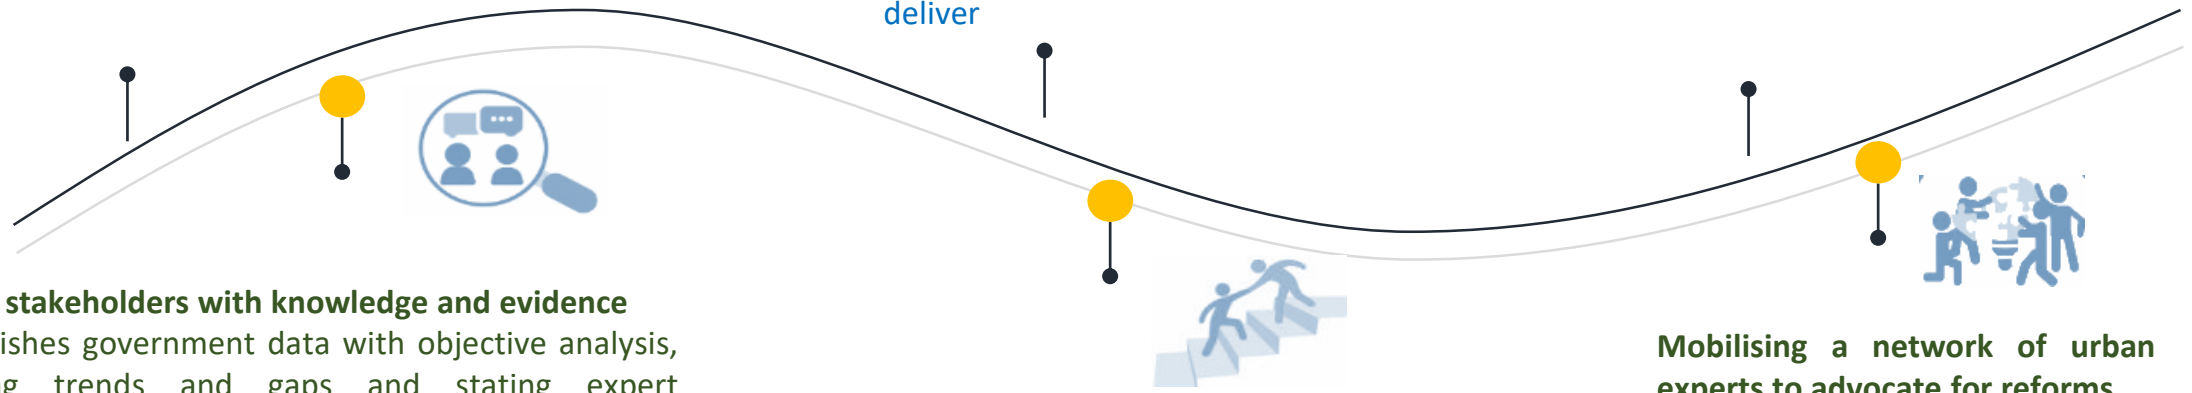 deliver
stakeholders with knowledge and evidence
ishes government data with objective analysis,
trends and gaps and stating expert
Mobilising a network of urban
experts to advocate for reforms